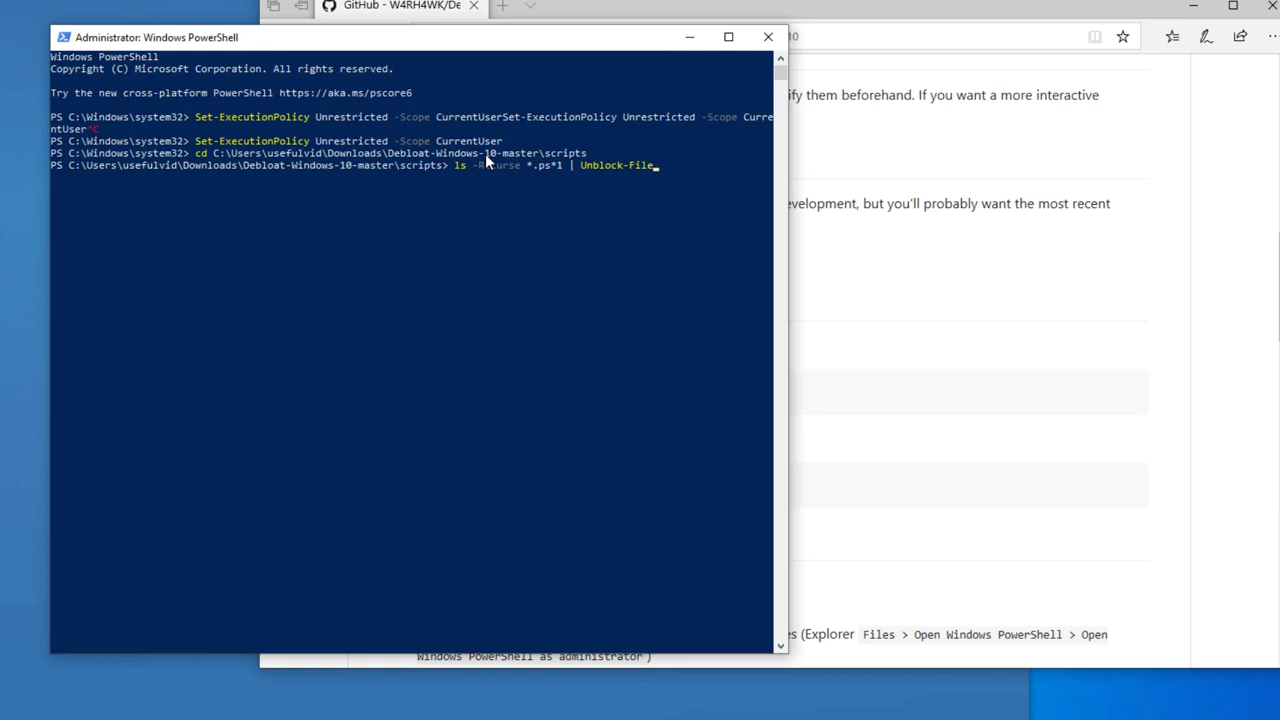 GitHub - W4RH4WK/De
Administrator: Windows PowerShell
10
Windows PowerShell
Copyright (C) Microsoft Corporation. All rights reserved.
Try the new cross-platform PowerShell https://aka.ms/pscore6
PS C:\Windows\system32> Set-ExecutionPolicy Unrestricted -Scope CurrentUserSet-ExecutionPolicy Unrestricted -Scope Curre
ntUser^C
PS C:\Windows\system32> Set-ExecutionPolicy Unrestricted -Scope CurrentUser
PS C:\Windows\system32> cd C:\Users\usefulvid\Downloads\Debloat-Windows-10-master\scripts
PS C:\Users\usefulvid\Downloads\Debloat-Windows-10-master\scripts> ls -Recurse *.ps*1 | Unblock-File
ify them beforehand. If you want a more interactive
evelopment, but you'll probably want the most recent
es (Explorer Files > Open Windows PowerShell > Open
Windows PowerShell as administrator )